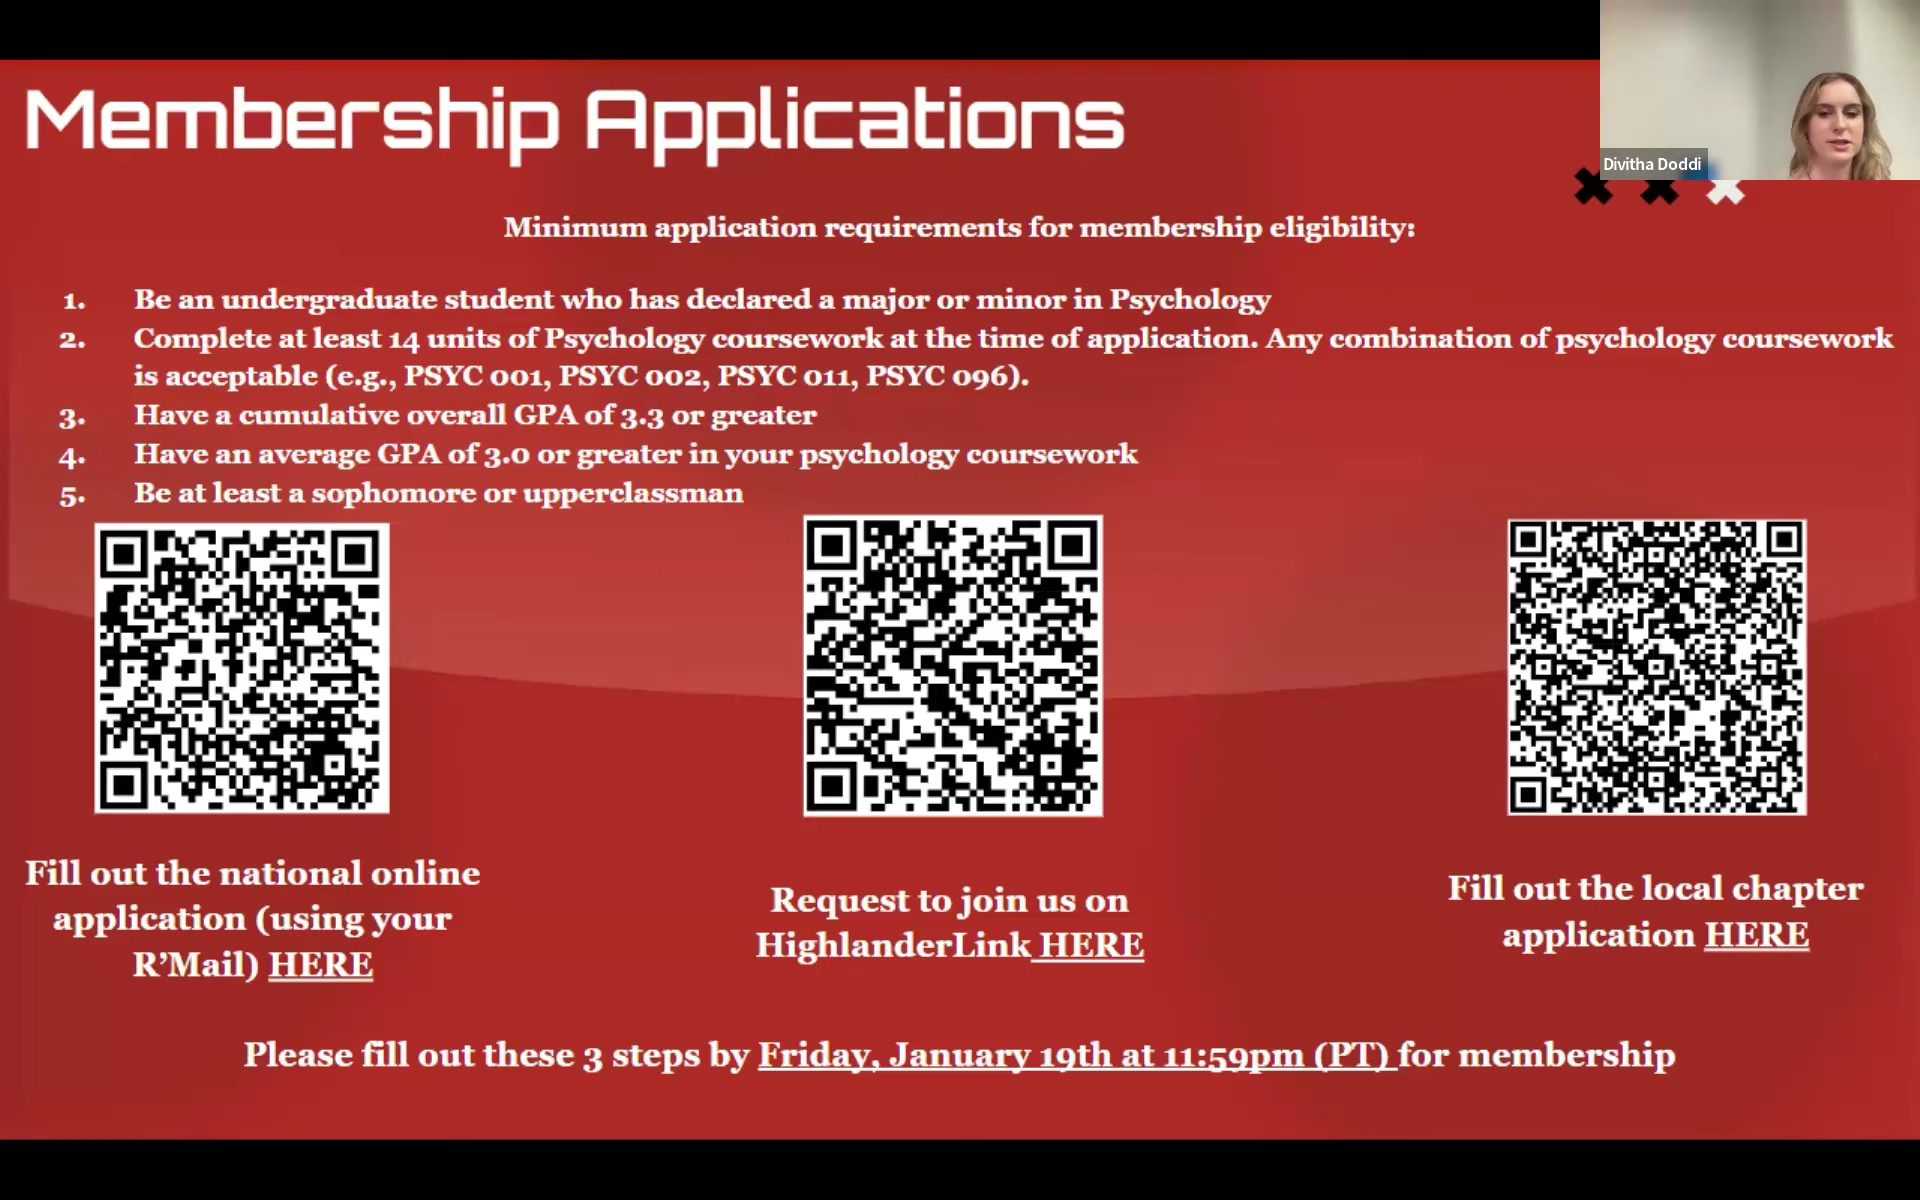 Membership Applications
Divitha Doddi
Minimum application requirements for membership eligibility:
1. Be an undergraduate student who has declared a major or minor in Psychology
2. Complete at least 14 units of Psychology coursework at the time of application. Any combination of psychology coursework
is acceptable (e.g., PSYC 001, PSYC 002, PSYC 011, PSYC 096).
3. Have a cumulative overall GPA of 3.3 or greater
4. Have an average GPA of 3.0 or greater in your psychology coursework
5. Be at least a sophomore or upperclassman
Fill out the national online
application (using your
R’Mail) HERE
Request to join us on
HighlanderLink HERE
Fill out the local chapter
application HERE
Please fill out these 3 steps by Friday, January 19th at 11:59pm (PT) for membership